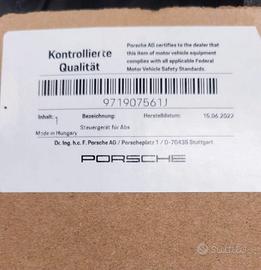 Kontrollierte
Qualität
Porsche AG certifies to the dealer that
this item of motor vehicle equipment
complies with all applicable Federal
Motor Vehicle Safety Standards.
971907561J
Inhalt: Bezeichnung: Herstelldatum: 15.06.2022
1
Steuergerät für Abs
Made in Hungary
Dr. Ing. h.c. F. Porsche AG / Porscheplatz 1 / D-70435 Stuttgart
PORSCHE
Subito